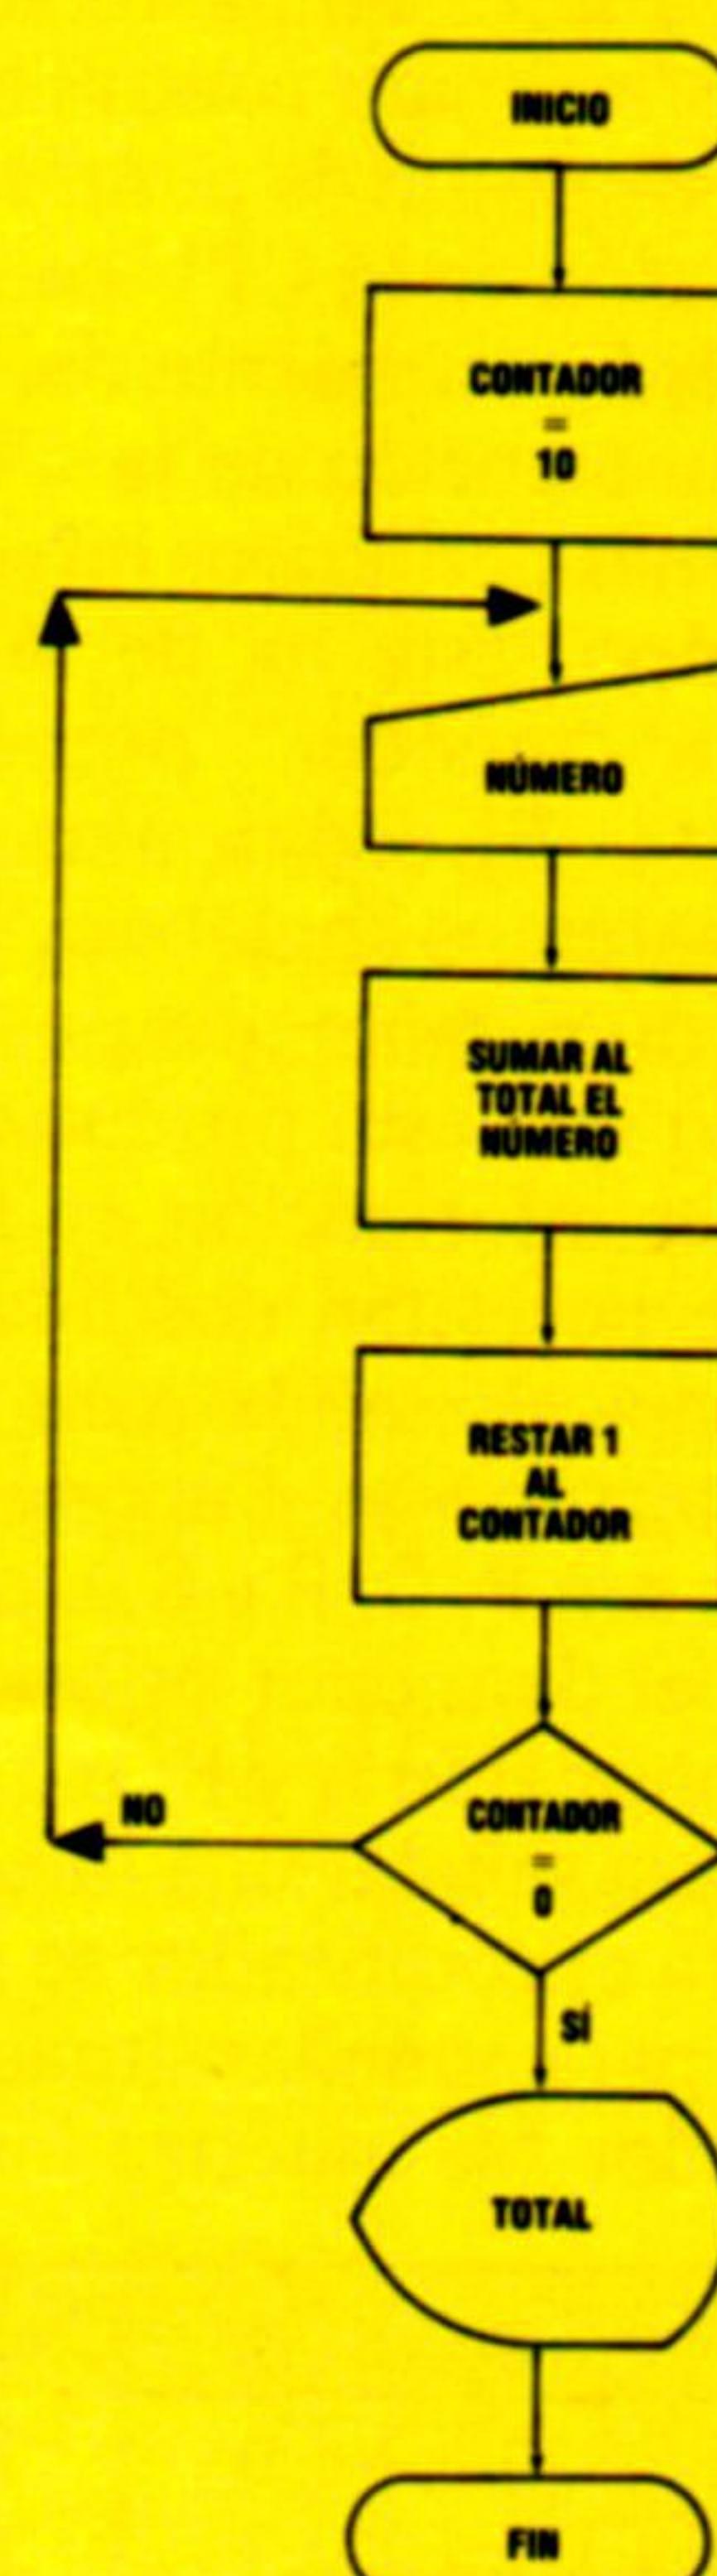 INICIO
CONTADOR
=
10
NÚMERO
SUMAR AL
TOTAL EL
NÚMERO
RESTAR 1
AL
CONTADOR
CONTADOR
=
0
NO
SÍ
TOTAL
FIN